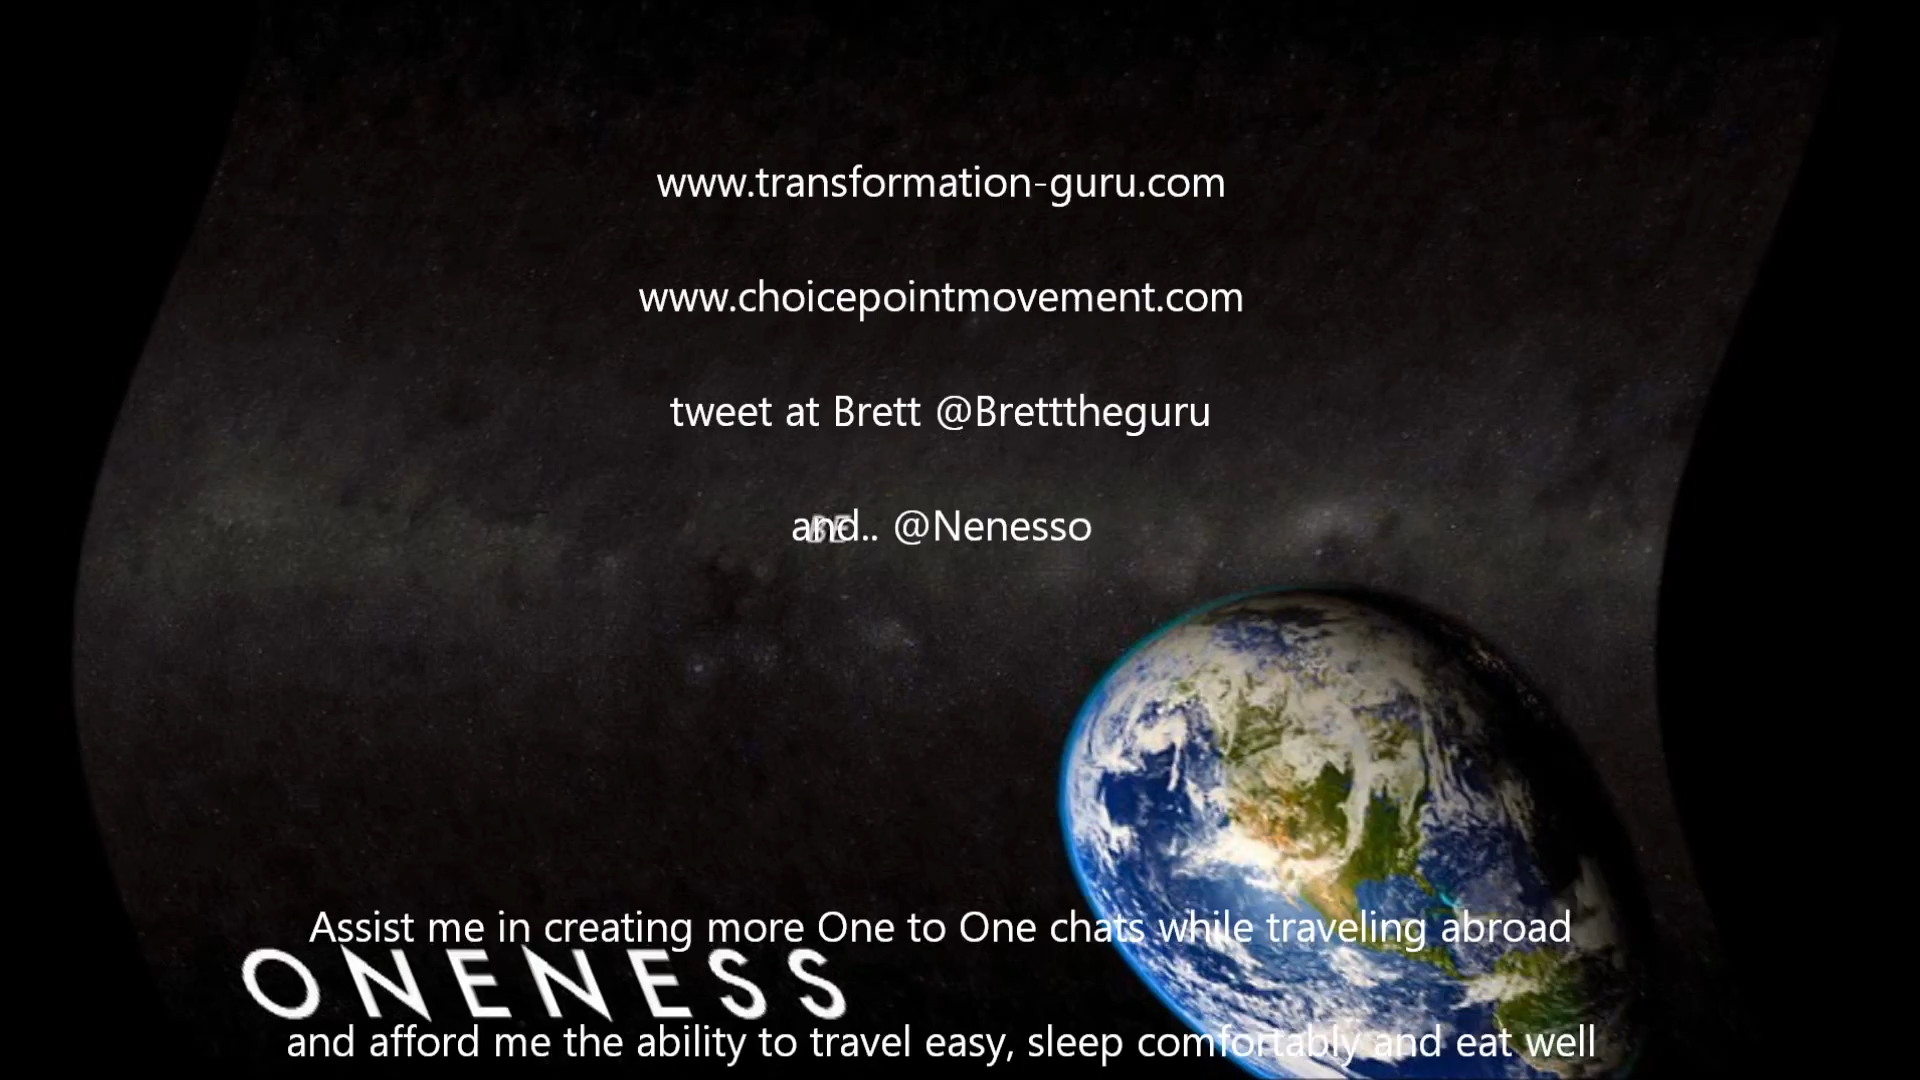 www.transformation-guru.com
www.choicepointmovement.com
tweet at Brett @Bretttheguru
and.. @Nenesso
BE
Assist me in creating more One to One chats while traveling abroad
ONENESS
and afford me the ability to travel easy, sleep comfortably and eat well